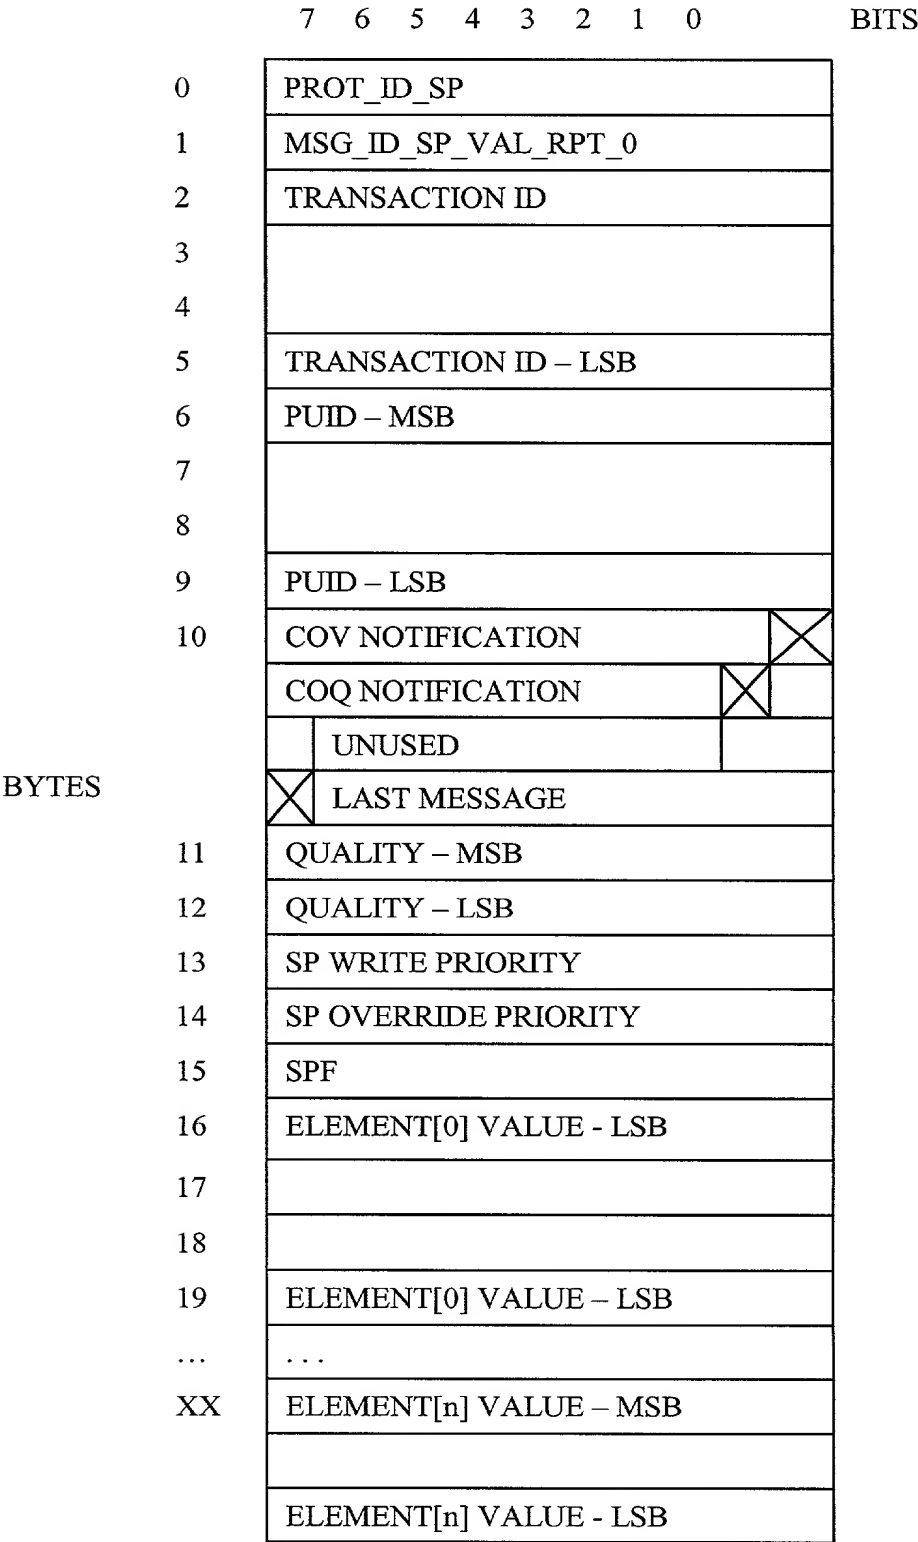 7 6 5 4 3 2 1 0 BITS
0 PROT_ID_SP
1 MSG_ID_SP_VAL_RPT_0
2 TRANSACTION ID
3
4
5 TRANSACTION ID – LSB
6 PUID – MSB
7
8
9 PUID – LSB
10 COV NOTIFICATION
COQ NOTIFICATION
UNUSED
BYTES LAST MESSAGE
11 QUALITY – MSB
12 QUALITY – LSB
13 SP WRITE PRIORITY
14 SP OVERRIDE PRIORITY
15 SPF
16 ELEMENT[0] VALUE - LSB
17
18
19 ELEMENT[0] VALUE – LSB
... ...
XX ELEMENT[n] VALUE – MSB
ELEMENT[n] VALUE - LSB